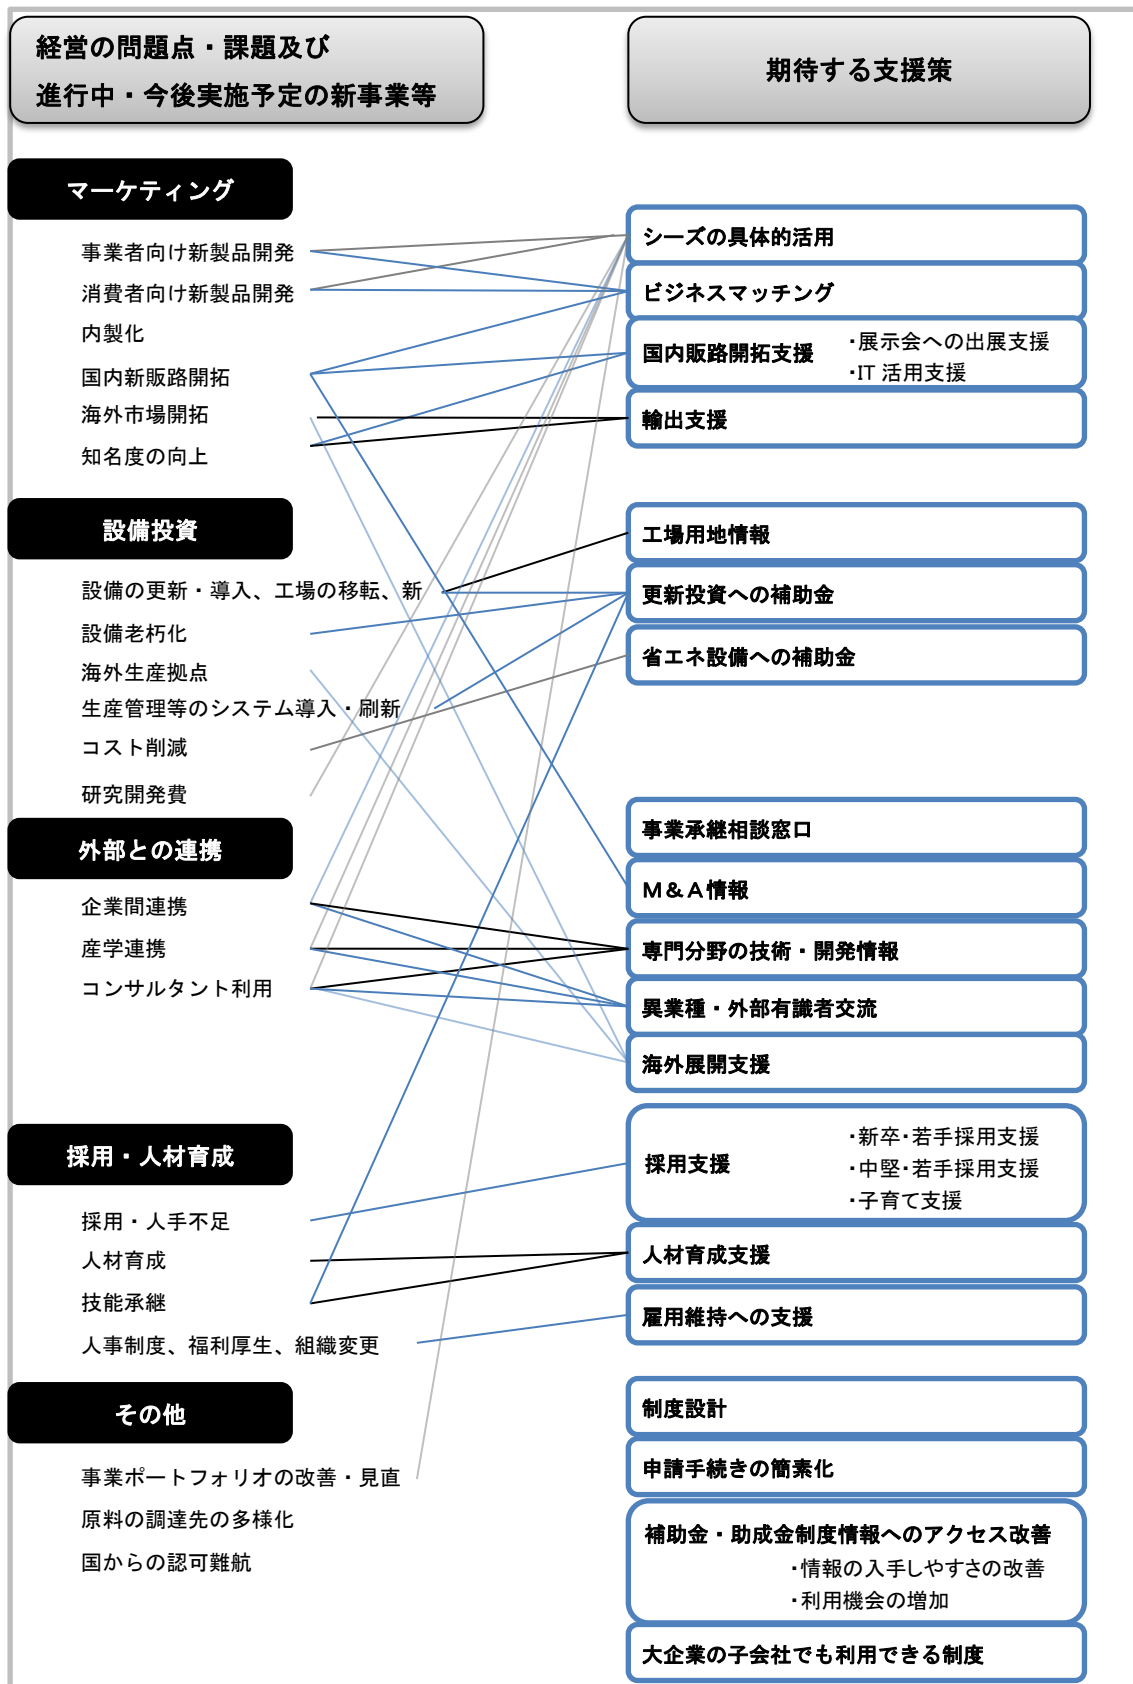 経営の問題点・課題及び
進行中・今後実施予定の新事業等
期待する支援策
マーケティング
事業者向け新製品開発
消費者向け新製品開発
内製化
国内新販路開拓
海外市場開拓
知名度の向上
シーズの具体的活用
ビジネスマッチング
国内販路開拓支援
・展示会への出展支援
・IT 活用支援
輸出支援
設備投資
設備の更新・導入、工場の移転、新
設備老朽化
海外生産拠点
生産管理等のシステム導入・刷新
コスト削減
研究開発費
工場用地情報
更新投資への補助金
省エネ設備への補助金
外部との連携
企業間連携
産学連携
コンサルタント利用
事業承継相談窓口
M＆A情報
専門分野の技術・開発情報
異業種・外部有識者交流
海外展開支援
採用・人材育成
採用・人手不足
人材育成
技能承継
人事制度、福利厚生、組織変更
採用支援
・新卒・若手採用支援
・中堅・若手採用支援
・子育て支援
人材育成支援
雇用維持への支援
その他
事業ポートフォリオの改善・見直
原料の調達先の多様化
国からの認可難航
制度設計
申請手続きの簡素化
補助金・助成金制度情報へのアクセス改善
・情報の入手しやすさの改善
・利用機会の増加
大企業の子会社でも利用できる制度